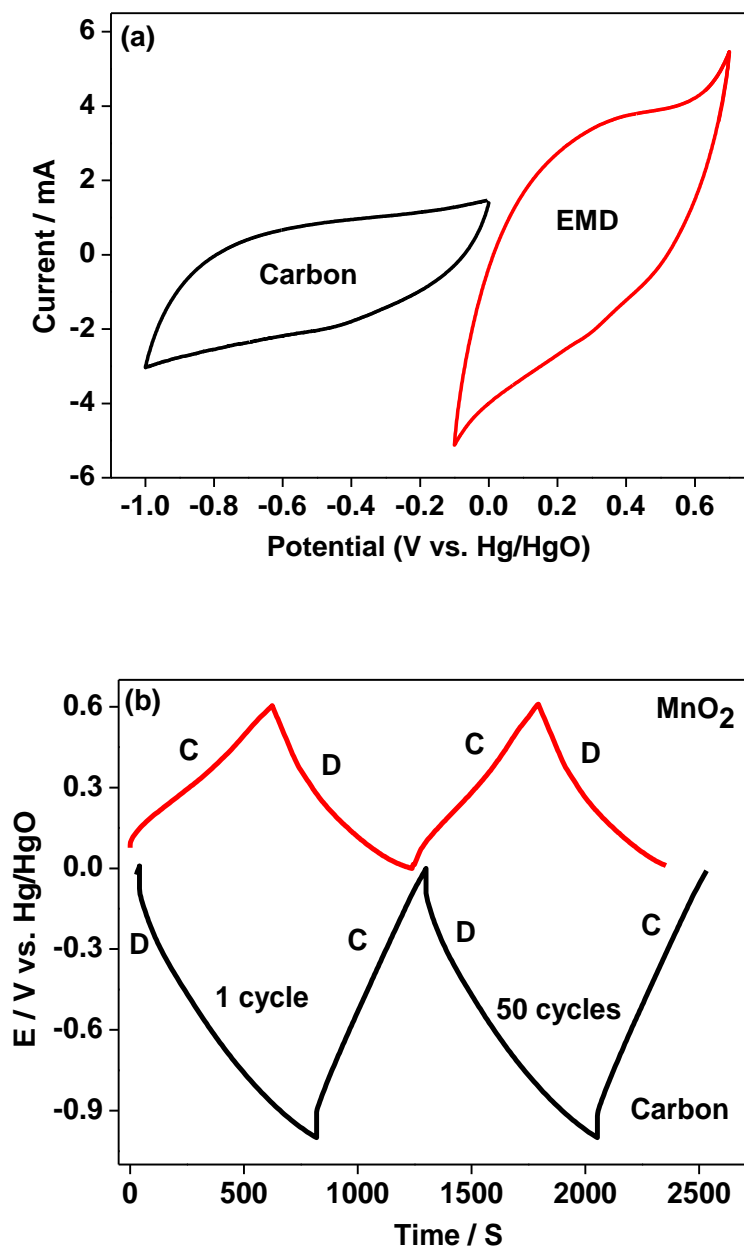 (a)
6
4
2
0
-2
-4
-6
Current / mA
EMD
Carbon
-1.0 -0.8 -0.6 -0.4 -0.2 0.0 0.2 0.4 0.6
Potential (V vs. Hg/HgO)
(b)
MnO2
0.6
0.3
0.0
-0.3
-0.6
-0.9
E / V vs. Hg/HgO
C D C D
D C D C
1 cycle
50 cycles
Carbon
0 500 1000 1500 2000 2500
Time / S